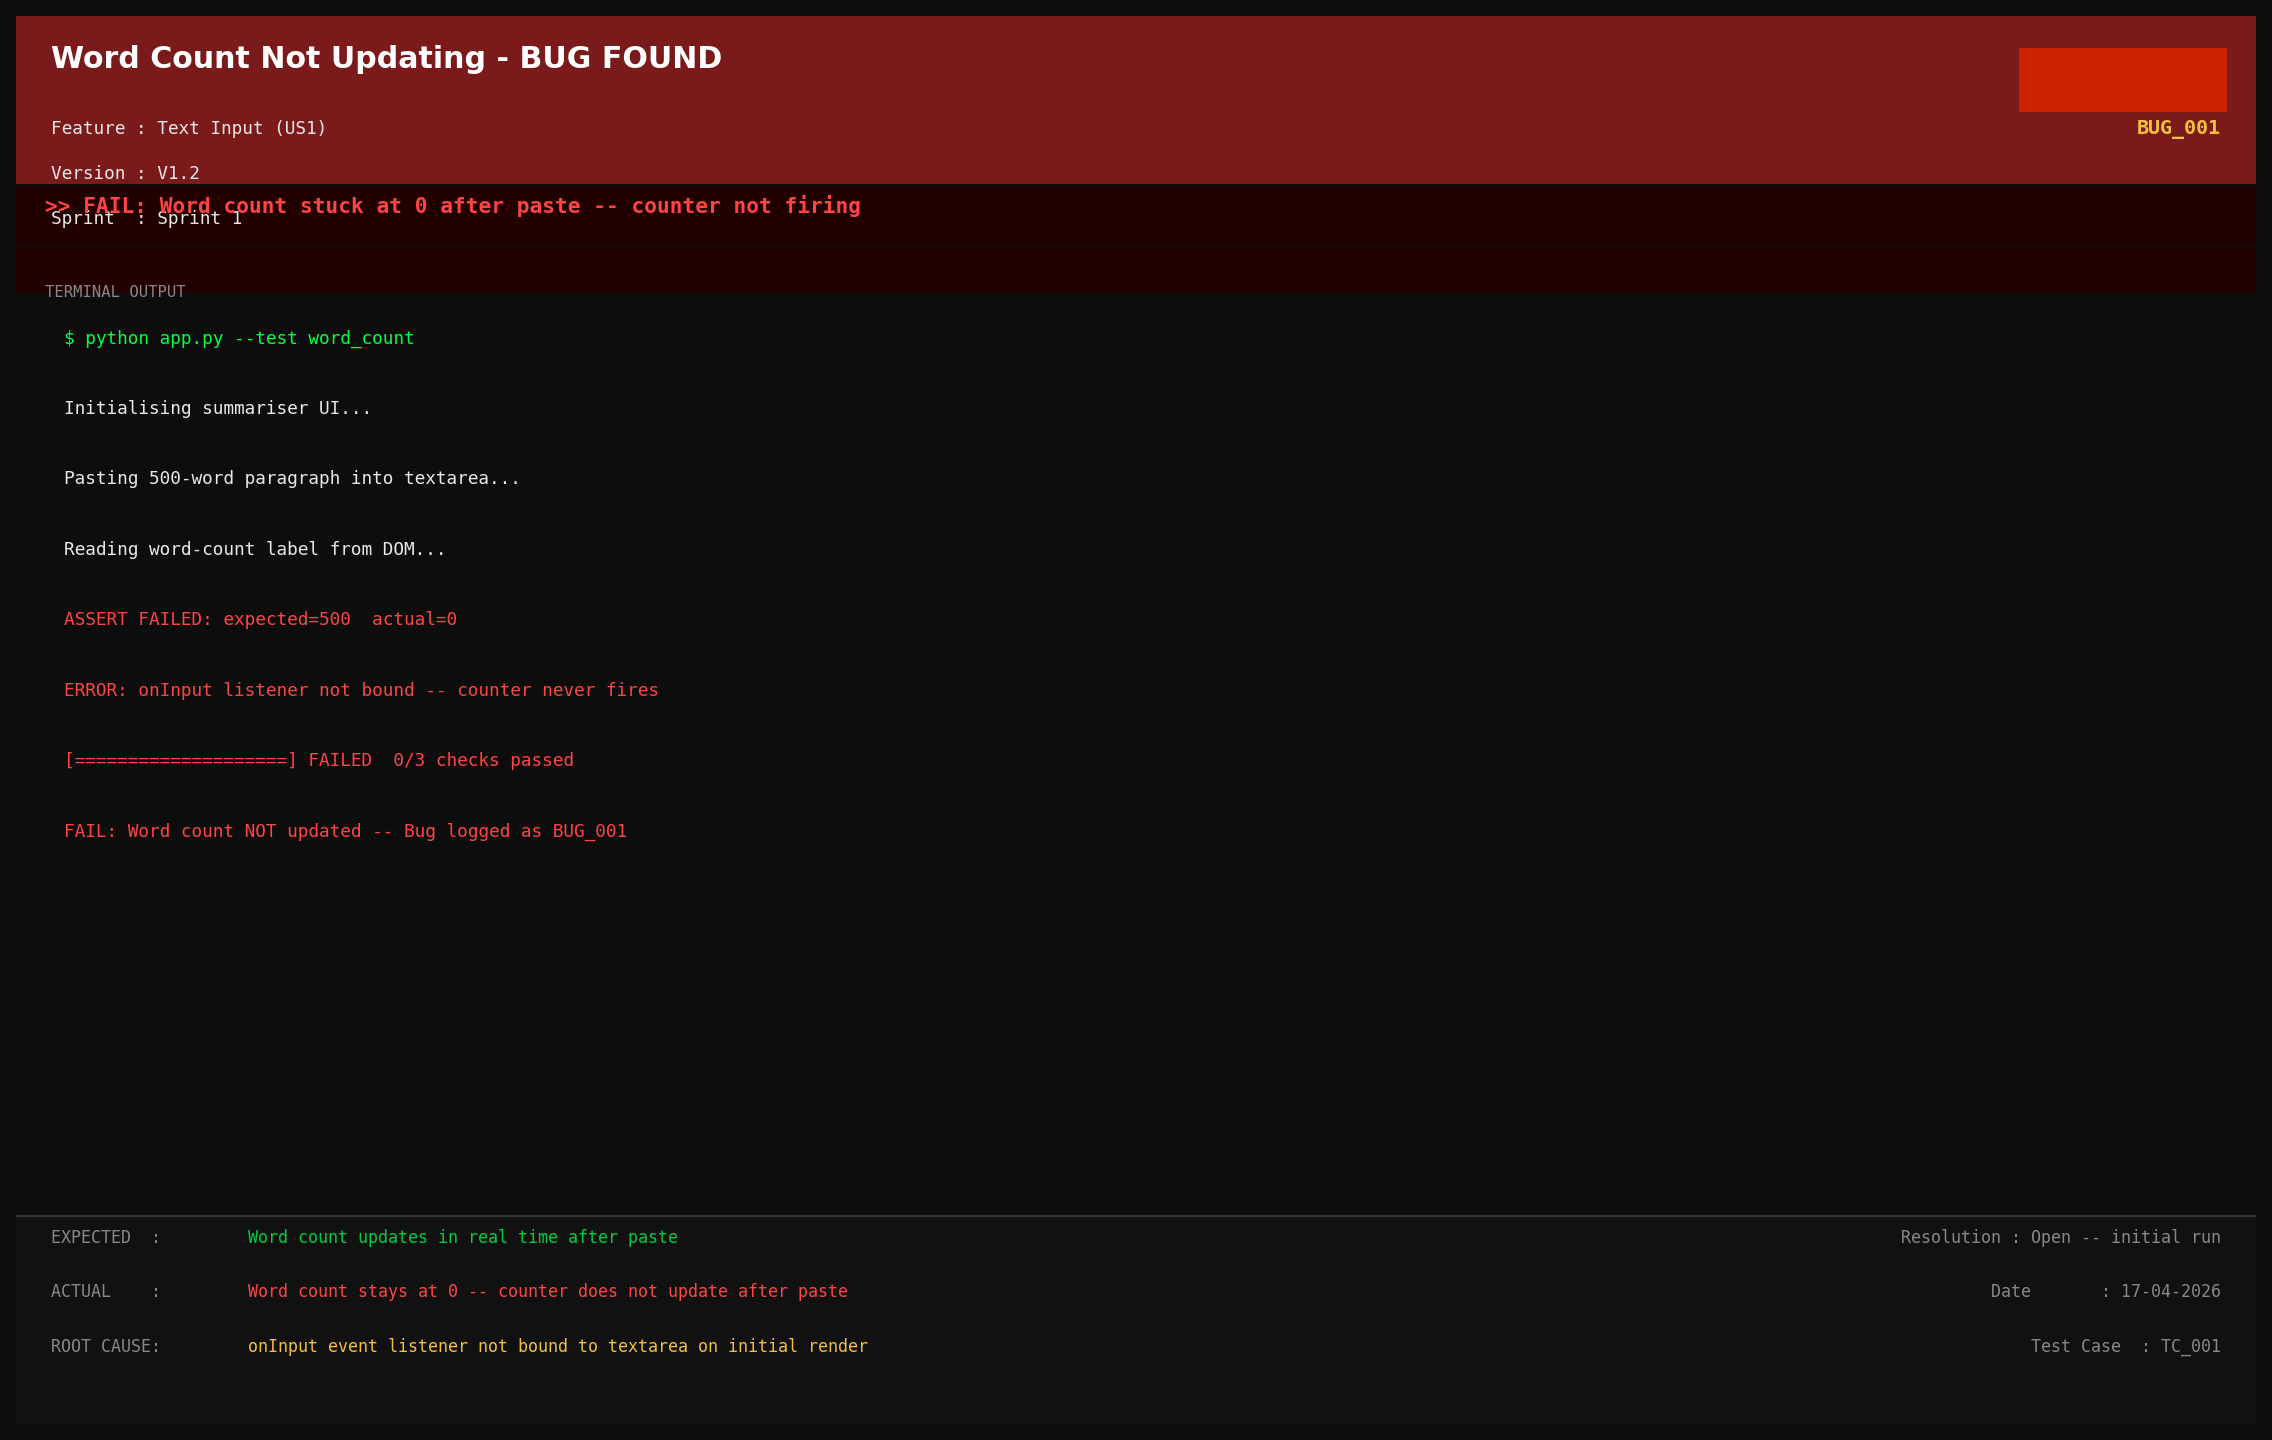 Word Count Not Updating - BUG FOUND
Feature : Text Input (US1)
BUG_001
Version : V1.2
>> FAIL: Word count stuck at 0 after paste -- counter not firing
Sprint  : Sprint 1
TERMINAL OUTPUT
$ python app.py --test word_count
Initialising summariser UI...
Pasting 500-word paragraph into textarea...
Reading word-count label from DOM...
ASSERT FAILED: expected=500  actual=0
ERROR: onInput listener not bound -- counter never fires
[====================] FAILED  0/3 checks passed
FAIL: Word count NOT updated -- Bug logged as BUG_001
EXPECTED  : Word count updates in real time after paste
Resolution : Open -- initial run
ACTUAL    : Word count stays at 0 -- counter does not update after paste
Date       : 17-04-2026
ROOT CAUSE: onInput event listener not bound to textarea on initial render
Test Case  : TC_001